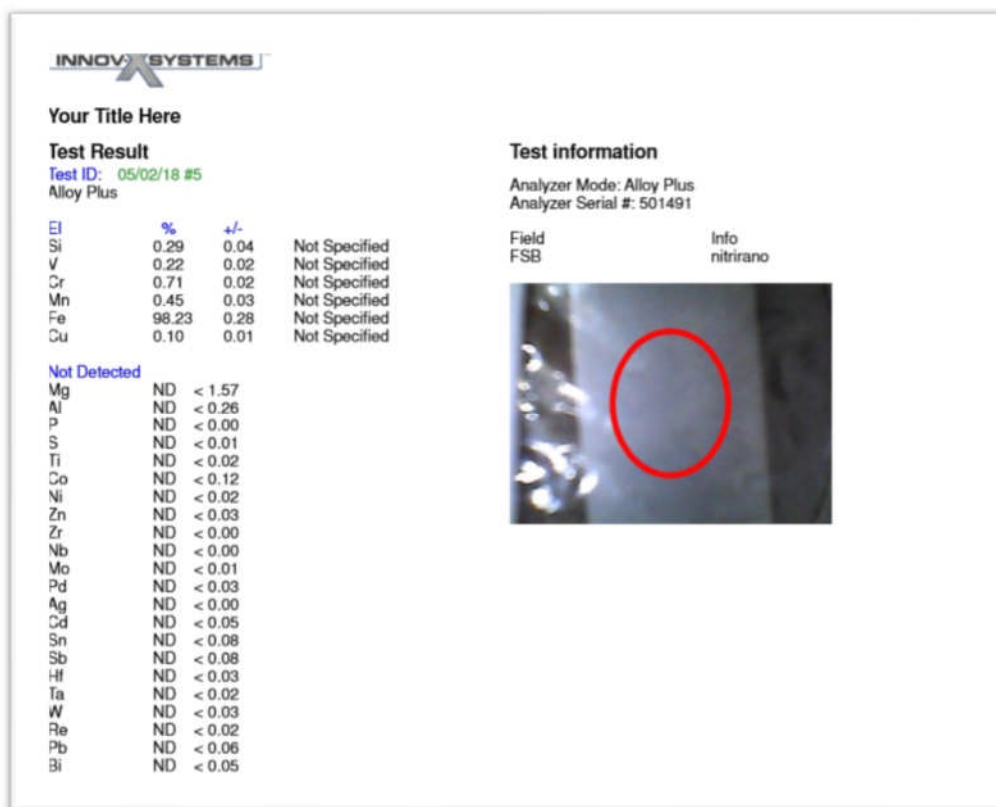 INNOV-X SYSTEMS
Your Title Here
Test Result
Test ID: 05/02/18 #5
Alloy Plus
El % +/-
Si 0.29 0.04 Not Specified
V 0.22 0.02 Not Specified
Cr 0.71 0.02 Not Specified
Mn 0.45 0.03 Not Specified
Fe 98.23 0.28 Not Specified
Cu 0.10 0.01 Not Specified
Not Detected
Mg ND < 1.57
Al ND < 0.26
P ND < 0.00
S ND < 0.01
Ti ND < 0.02
Co ND < 0.12
Ni ND < 0.02
Zn ND < 0.03
Zr ND < 0.00
Nb ND < 0.00
Mo ND < 0.01
Pd ND < 0.03
Ag ND < 0.00
Cd ND < 0.05
Sn ND < 0.08
Sb ND < 0.08
Hf ND < 0.03
Ta ND < 0.02
W ND < 0.03
Re ND < 0.02
Pb ND < 0.06
Bi ND < 0.05
Test information
Analyzer Mode: Alloy Plus
Analyzer Serial #: 501491
Field Info
FSB nitrirano